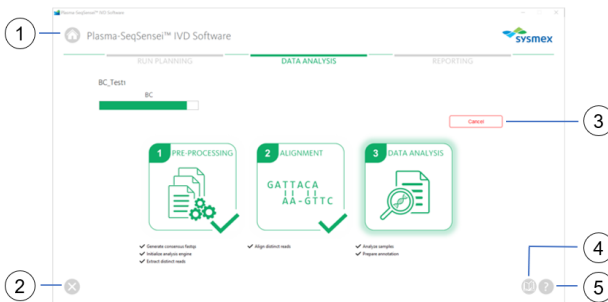 Plasma-SeqSensei™ IVD Software
1
Plasma-SeqSensei™ IVD Software
sysmex
RUN PLANNING
DATA ANALYSIS
REPORTING
BC_Test1
BC
Cancel
3
1 PRE-PROCESSING
2 ALIGNMENT
3 DATA ANALYSIS
GATTACA
AA-GTTC
Generate consensus fastqs
Initialise analysis engine
Extract distinct reads
Align distinct reads
Analyse samples
Prepare annotation
4
2
?
5